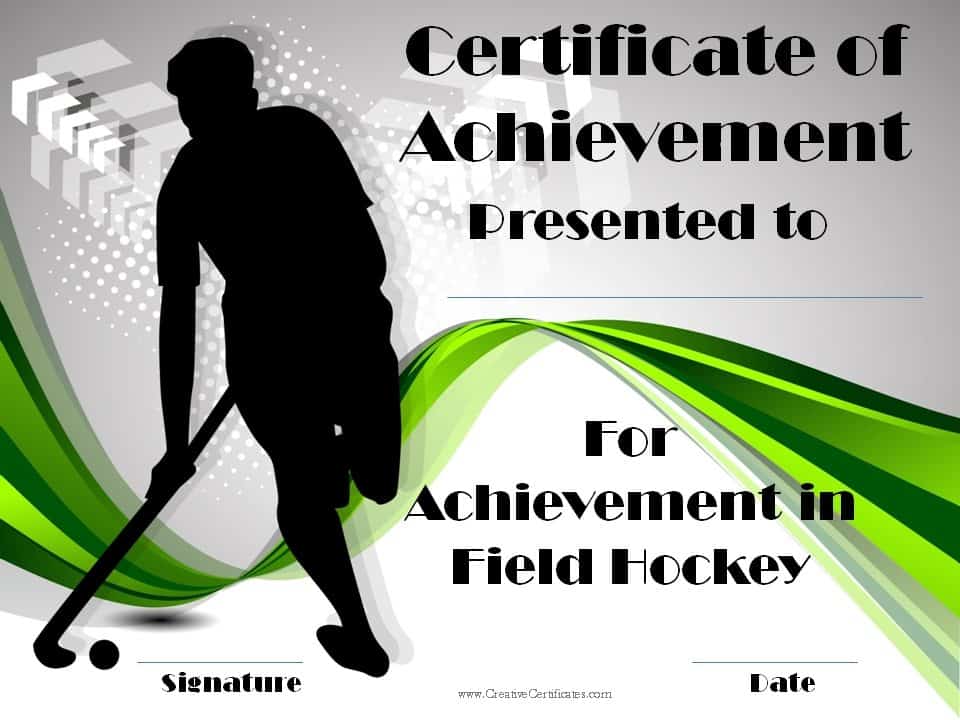 Certificate of
Achievement
Presented to
For
Achievement in
Field Hockey
Signature
Date
www.CreativeCertificates.com